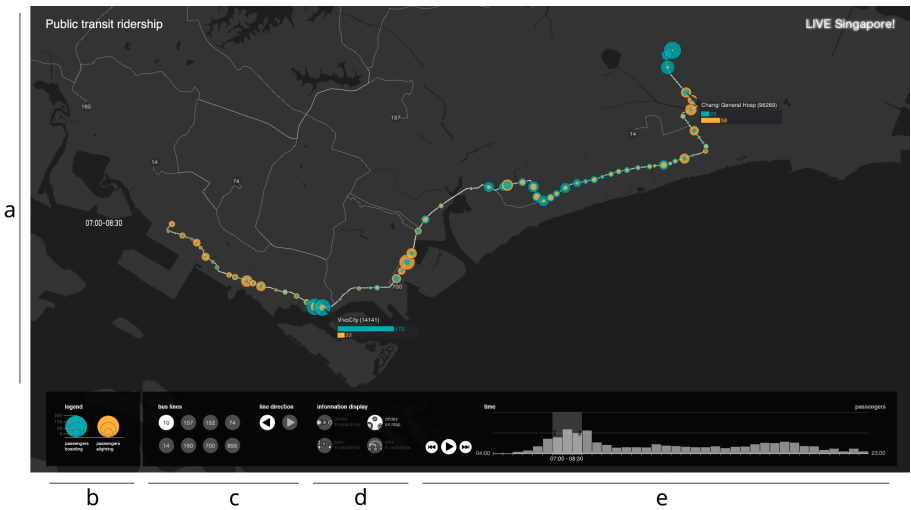 Public transit ridership
LIVE Singapore!
160
157
14
74
14
Changi General Hosp (96289)
58
a
07:00-08:30
700
VivoCity (14141)
173
22
legend
passengers boarding
passengers alighting
bus lines
10 157 192 74
14 160 700 855
line direction
information display
circles on map
time
passengers
04:00
23:00
07:00 - 08:30
b
c
d
e